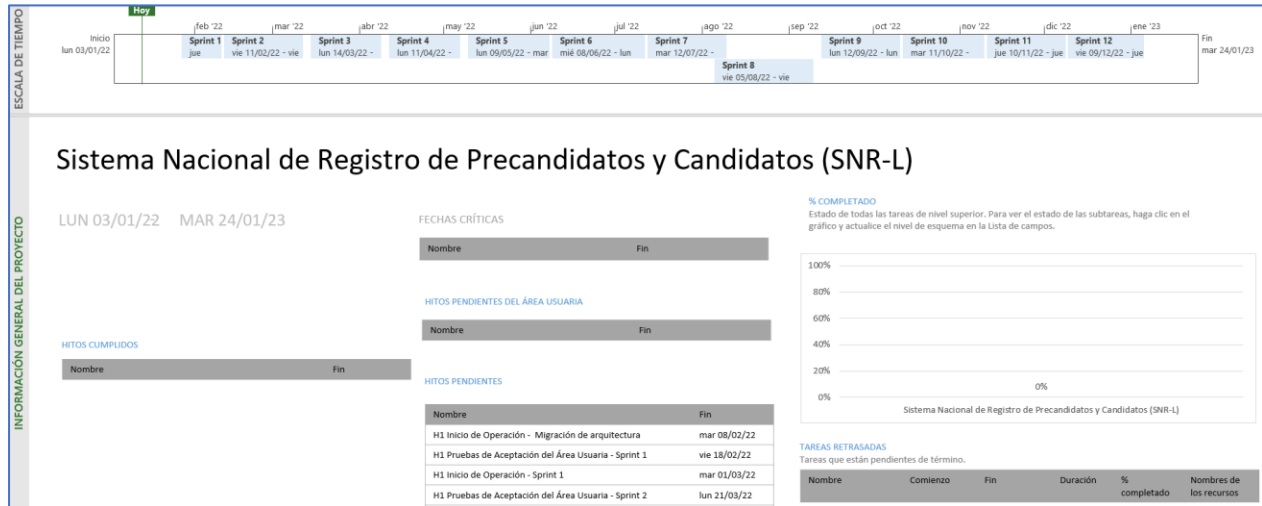 ESCALA DE TIEMPO
Hoy
feb '22 mar '22 abr '22 may '22 jun '22 jul '22 ago '22 sep '22 oct '22 nov '22 dic '22 ene '23
Inicio
lun 03/01/22
Sprint 1
jue
Sprint 2
vie 11/02/22 - vie
Sprint 3
lun 14/03/22 -
Sprint 4
lun 11/04/22 -
Sprint 5
lun 09/05/22 - mar
Sprint 6
mié 08/06/22 - lun
Sprint 7
mar 12/07/22 -
Sprint 8
vie 05/08/22 - vie
Sprint 9
lun 12/09/22 - lun
Sprint 10
mar 11/10/22 -
Sprint 11
jue 10/11/22 - jue
Sprint 12
vie 09/12/22 - jue
Fin
mar 24/01/23
INFORMACIÓN GENERAL DEL PROYECTO
Sistema Nacional de Registro de Precandidatos y Candidatos (SNR-L)
LUN 03/01/22 MAR 24/01/23
HITOS CUMPLIDOS
Nombre Fin
FECHAS CRÍTICAS
Nombre Fin
HITOS PENDIENTES DEL ÁREA USUARIA
Nombre Fin
HITOS PENDIENTES
Nombre Fin
H1 Inicio de Operación - Migración de arquitectura mar 08/02/22
H1 Pruebas de Aceptación del Área Usuaria - Sprint 1 vie 18/02/22
H1 Inicio de Operación - Sprint 1 mar 01/03/22
H1 Pruebas de Aceptación del Área Usuaria - Sprint 2 lun 21/03/22
% COMPLETADO
Estado de todas las tareas de nivel superior. Para ver el estado de las subtareas, haga clic en el
gráfico y actualice el nivel de esquema en la Lista de campos.
100%
80%
60%
40%
20%
0%
0%
Sistema Nacional de Registro de Precandidatos y Candidatos (SNR-L)
TAREAS RETRASADAS
Tareas que están pendientes de término.
Nombre Comienzo Fin Duración % completado Nombres de los recursos